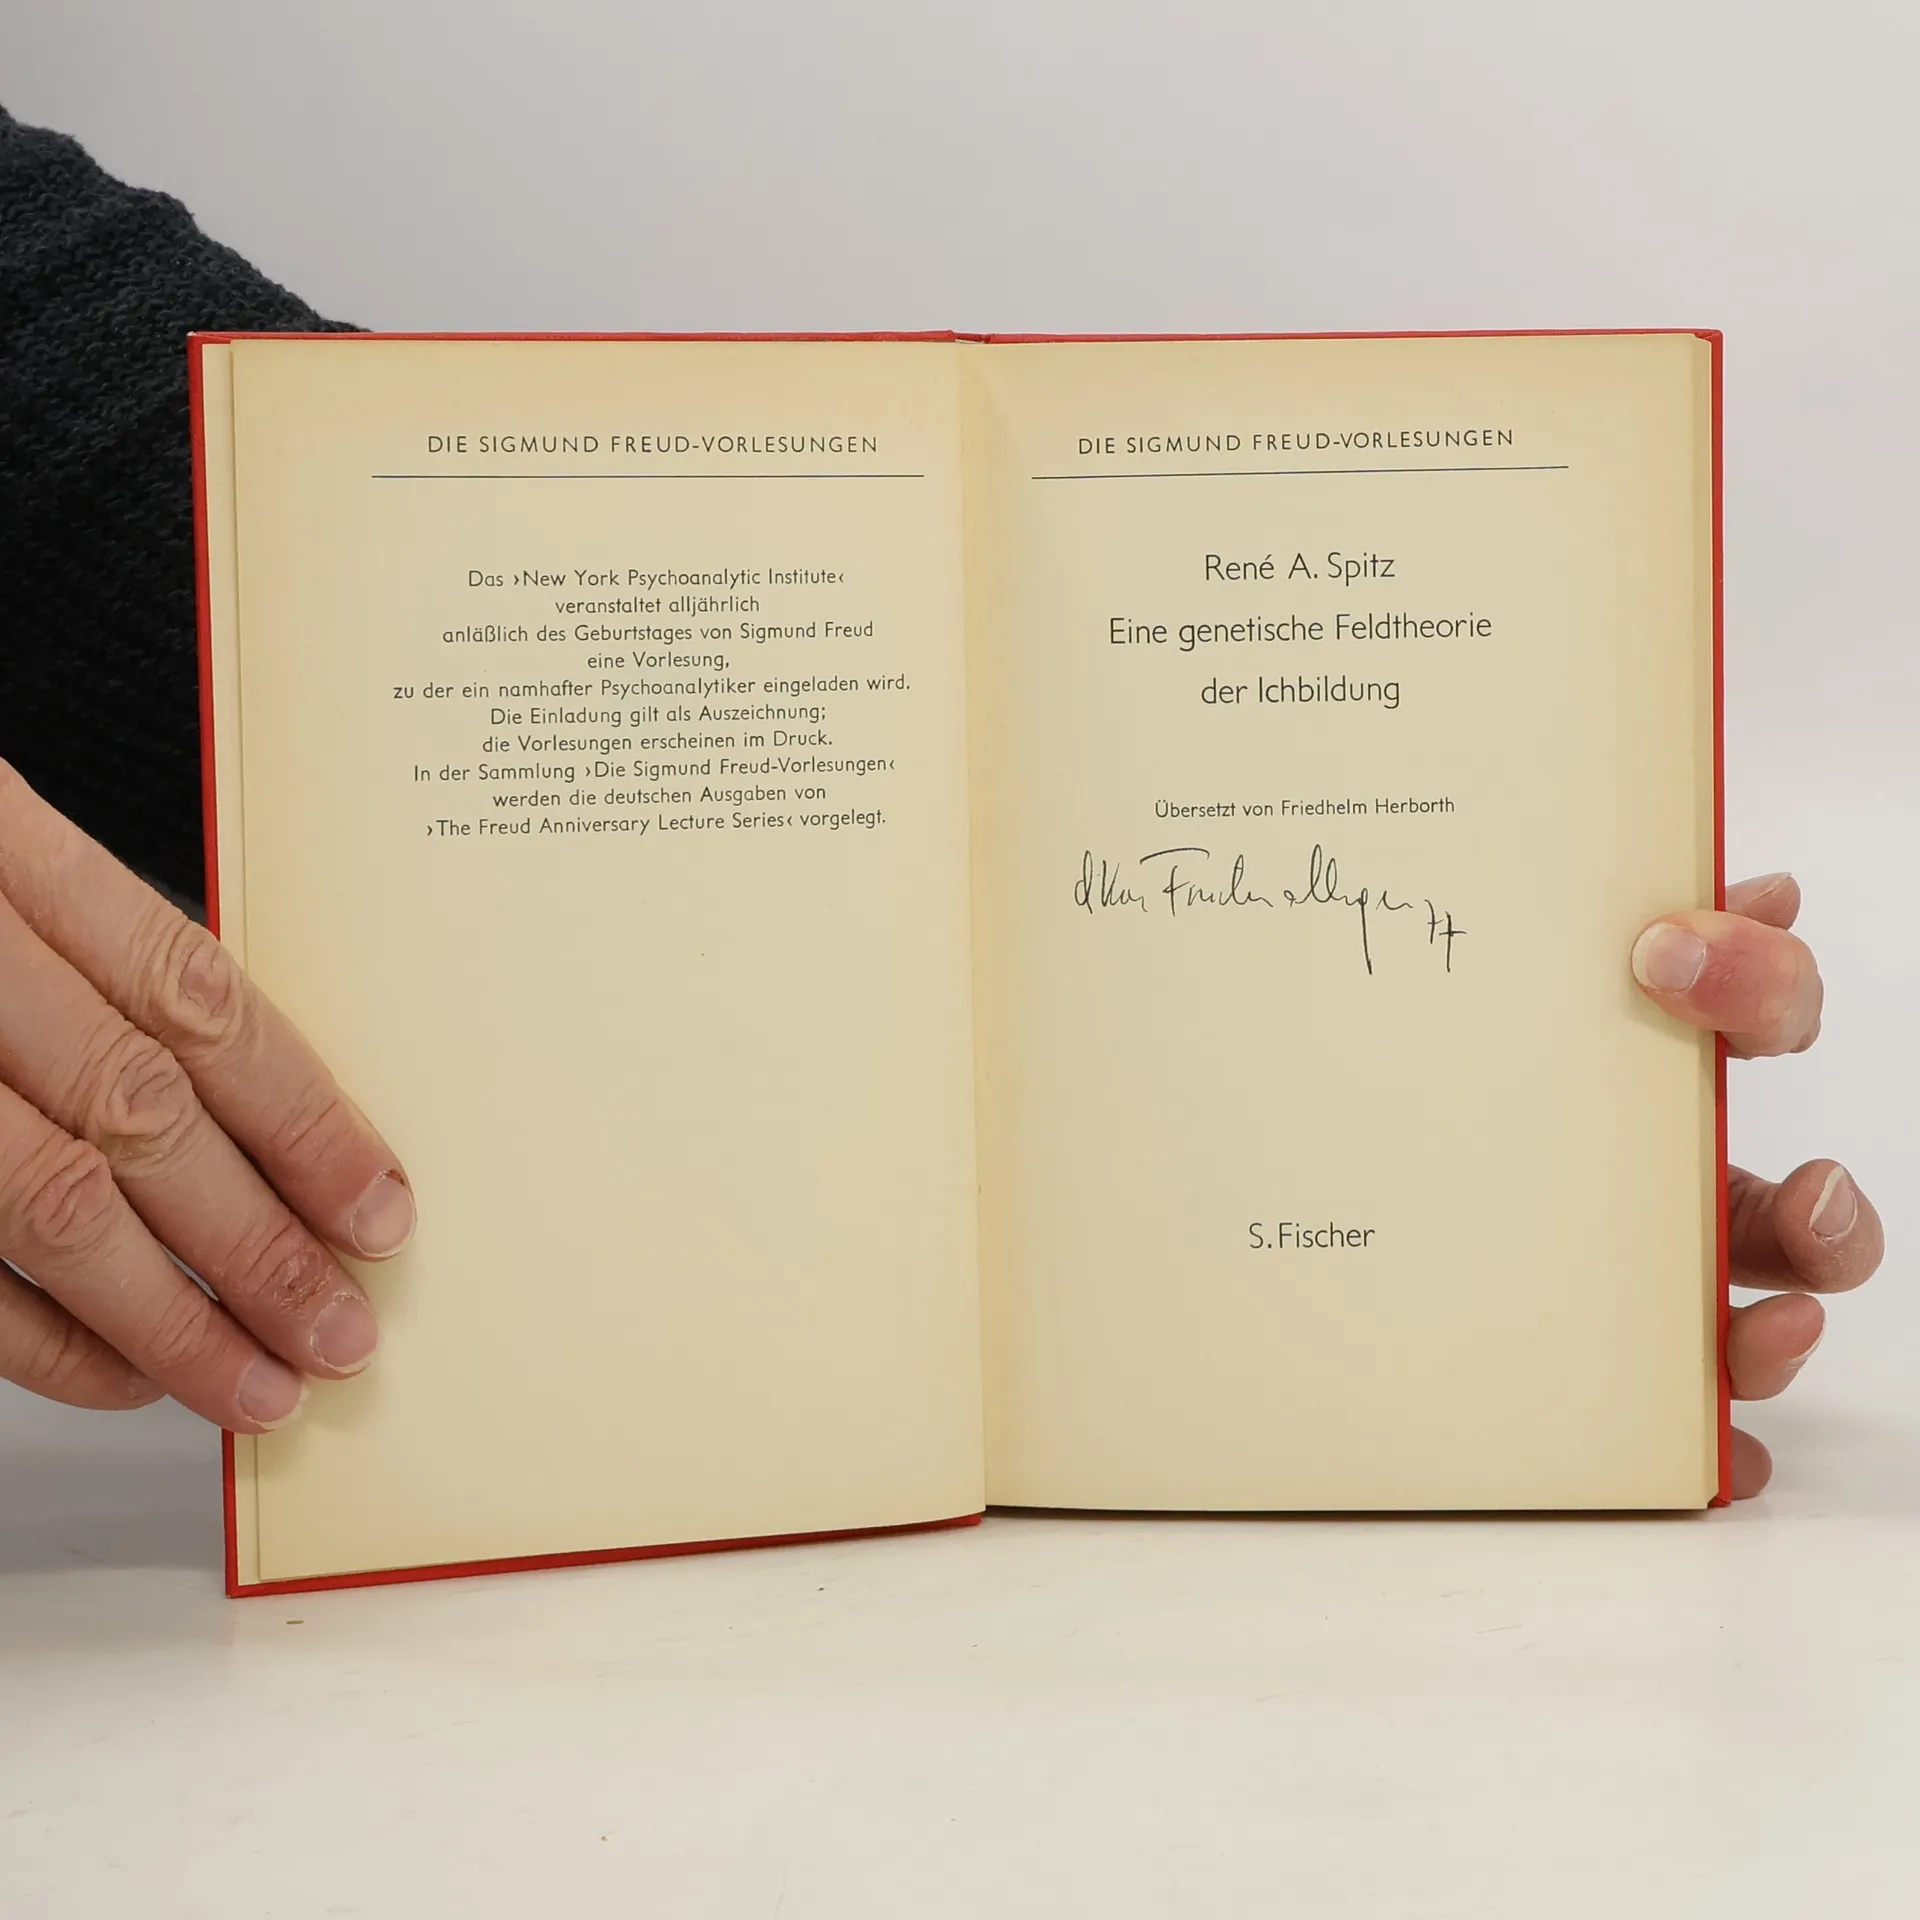 DIE SIGMUND FREUD-VORLESUNGEN
Das ›New York Psychoanalytic Institute‹
veranstaltet alljährlich
anläßlich des Geburtstages von Sigmund Freud
eine Vorlesung,
zu der ein namhafter Psychoanalytiker eingeladen wird.
Die Einladung gilt als Auszeichnung;
die Vorlesungen erscheinen im Druck.
In der Sammlung ›Die Sigmund Freud-Vorlesungen‹
werden die deutschen Ausgaben von
›The Freud Anniversary Lecture Series‹ vorgelegt.
DIE SIGMUND FREUD-VORLESUNGEN
René A. Spitz
Eine genetische Feldtheorie
der Ichbildung
Übersetzt von Friedhelm Herborth
77
S. Fischer